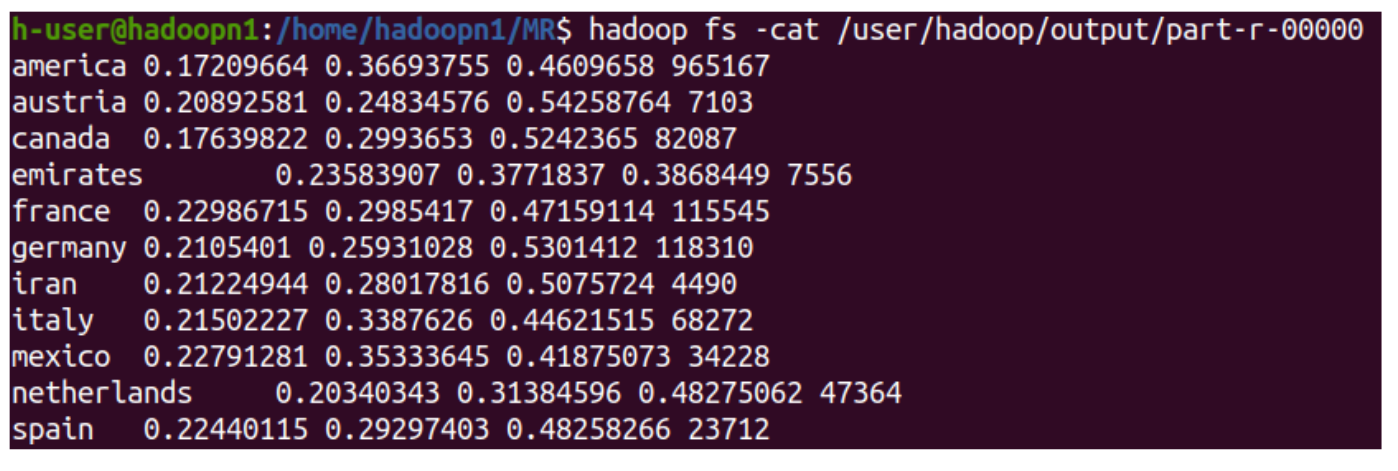 h-user@hadoopn1:/home/hadoopn1/MR$ hadoop fs -cat /user/hadoop/output/part-r-00000
america 0.17209664 0.36693755 0.4609658 965167
austria 0.20892581 0.24834576 0.54258764 7103
canada  0.17639822 0.2993653 0.5242365 82087
emirates        0.23583907 0.3771837 0.3868449 7556
france  0.22986715 0.2985417 0.47159114 115545
germany 0.2105401 0.25931028 0.5301412 118310
iran    0.21224944 0.28017816 0.5075724 4490
italy   0.21502227 0.3387626 0.44621515 68272
mexico  0.22791281 0.35333645 0.41875073 34228
netherlands     0.20340343 0.31384596 0.48275062 47364
spain   0.22440115 0.29297403 0.48258266 23712